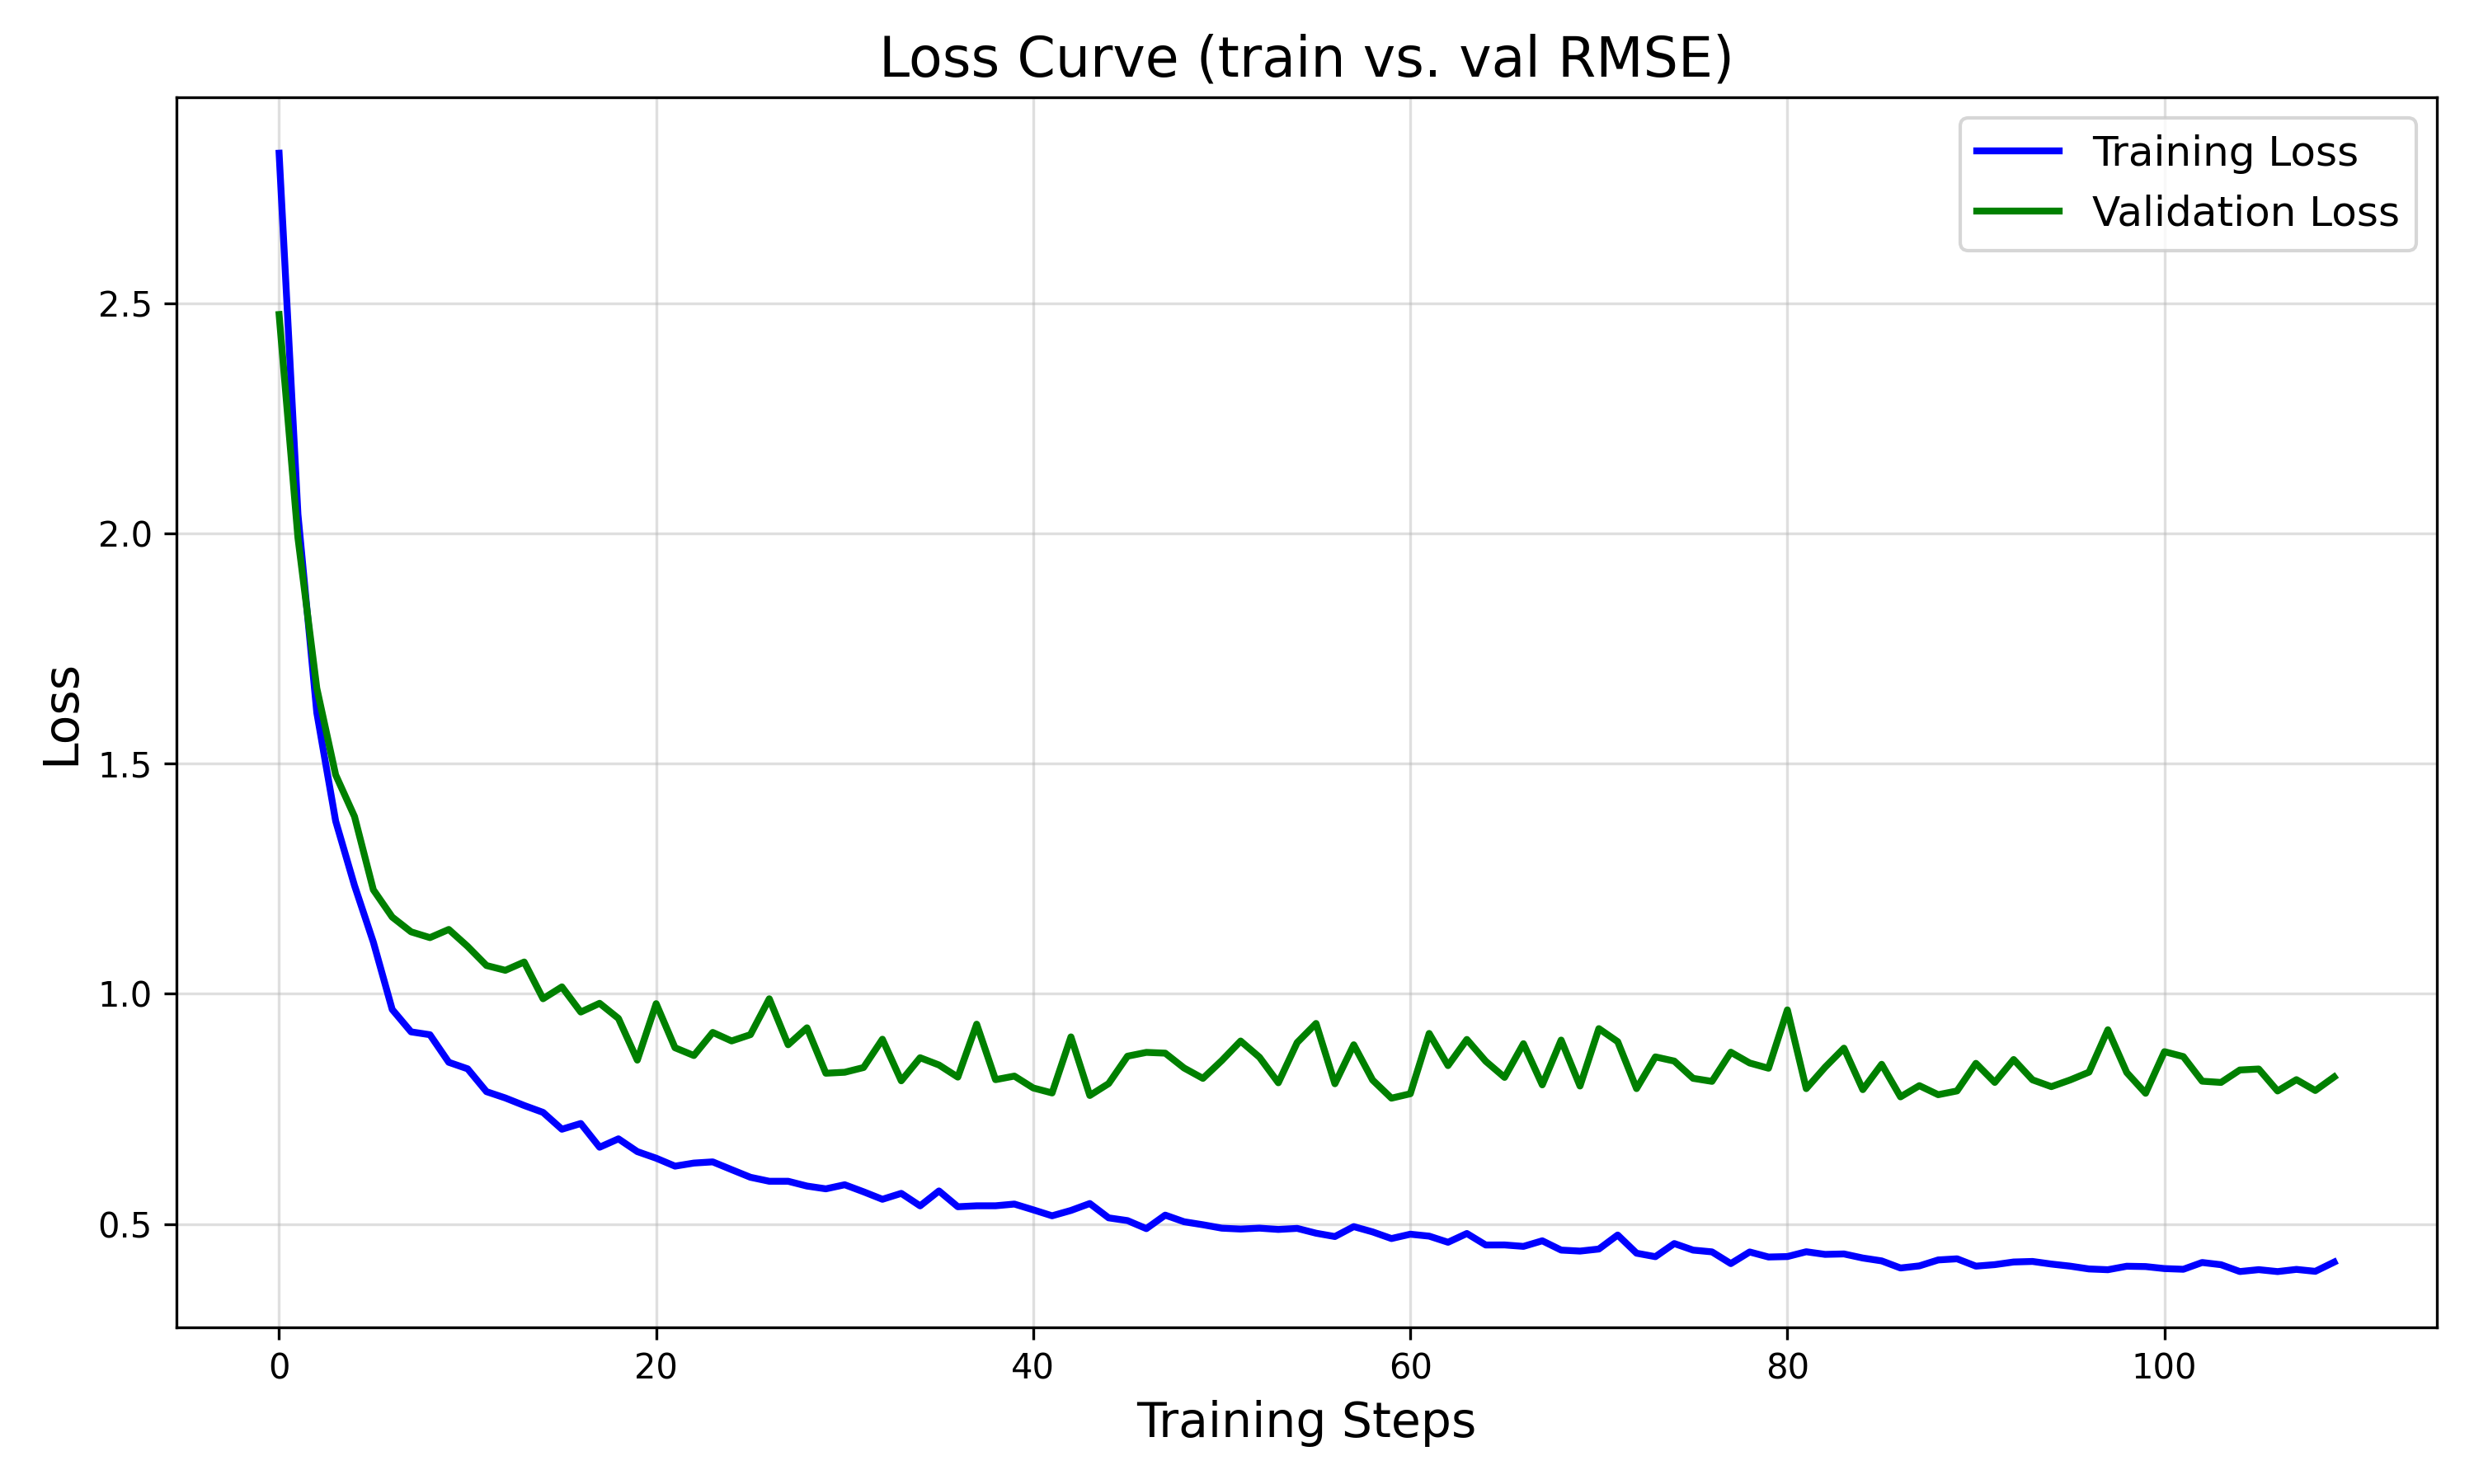 Loss Curve (train vs. val RMSE)
Training Loss
Validation Loss
2.5
2.0
1.5
1.0
0.5
Loss
0 20 40 60 80 100
Training Steps